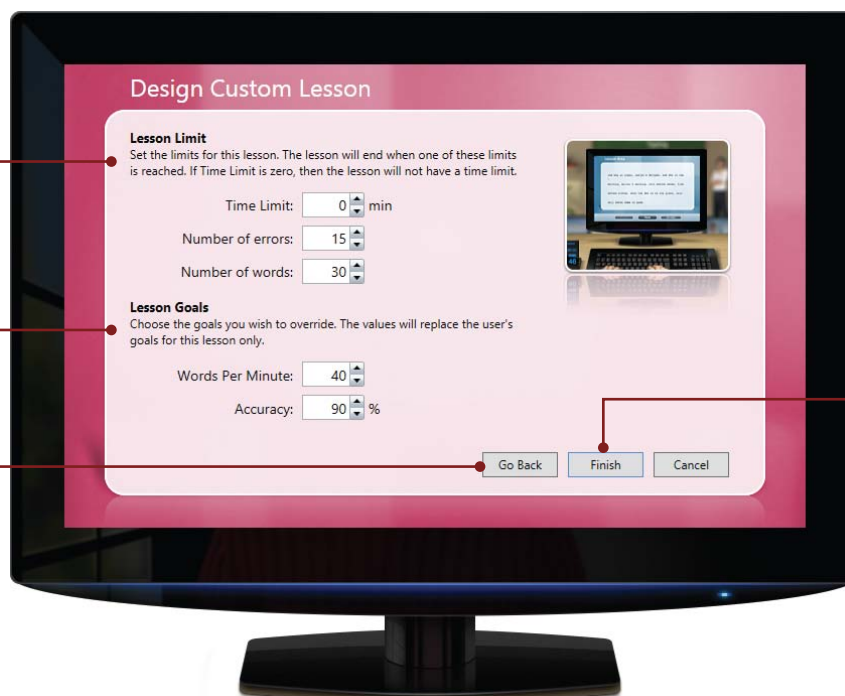 Design Custom Lesson
Lesson Limit
Set the limits for this lesson. The lesson will end when one of these limits
is reached. If Time Limit is zero, then the lesson will not have a time limit.
Time Limit: 0 min
Number of errors: 15
Number of words: 30
Lesson Goals
Choose the goals you wish to override. The values will replace the user's
goals for this lesson only.
Words Per Minute: 40
Accuracy: 90 %
Go Back Finish Cancel